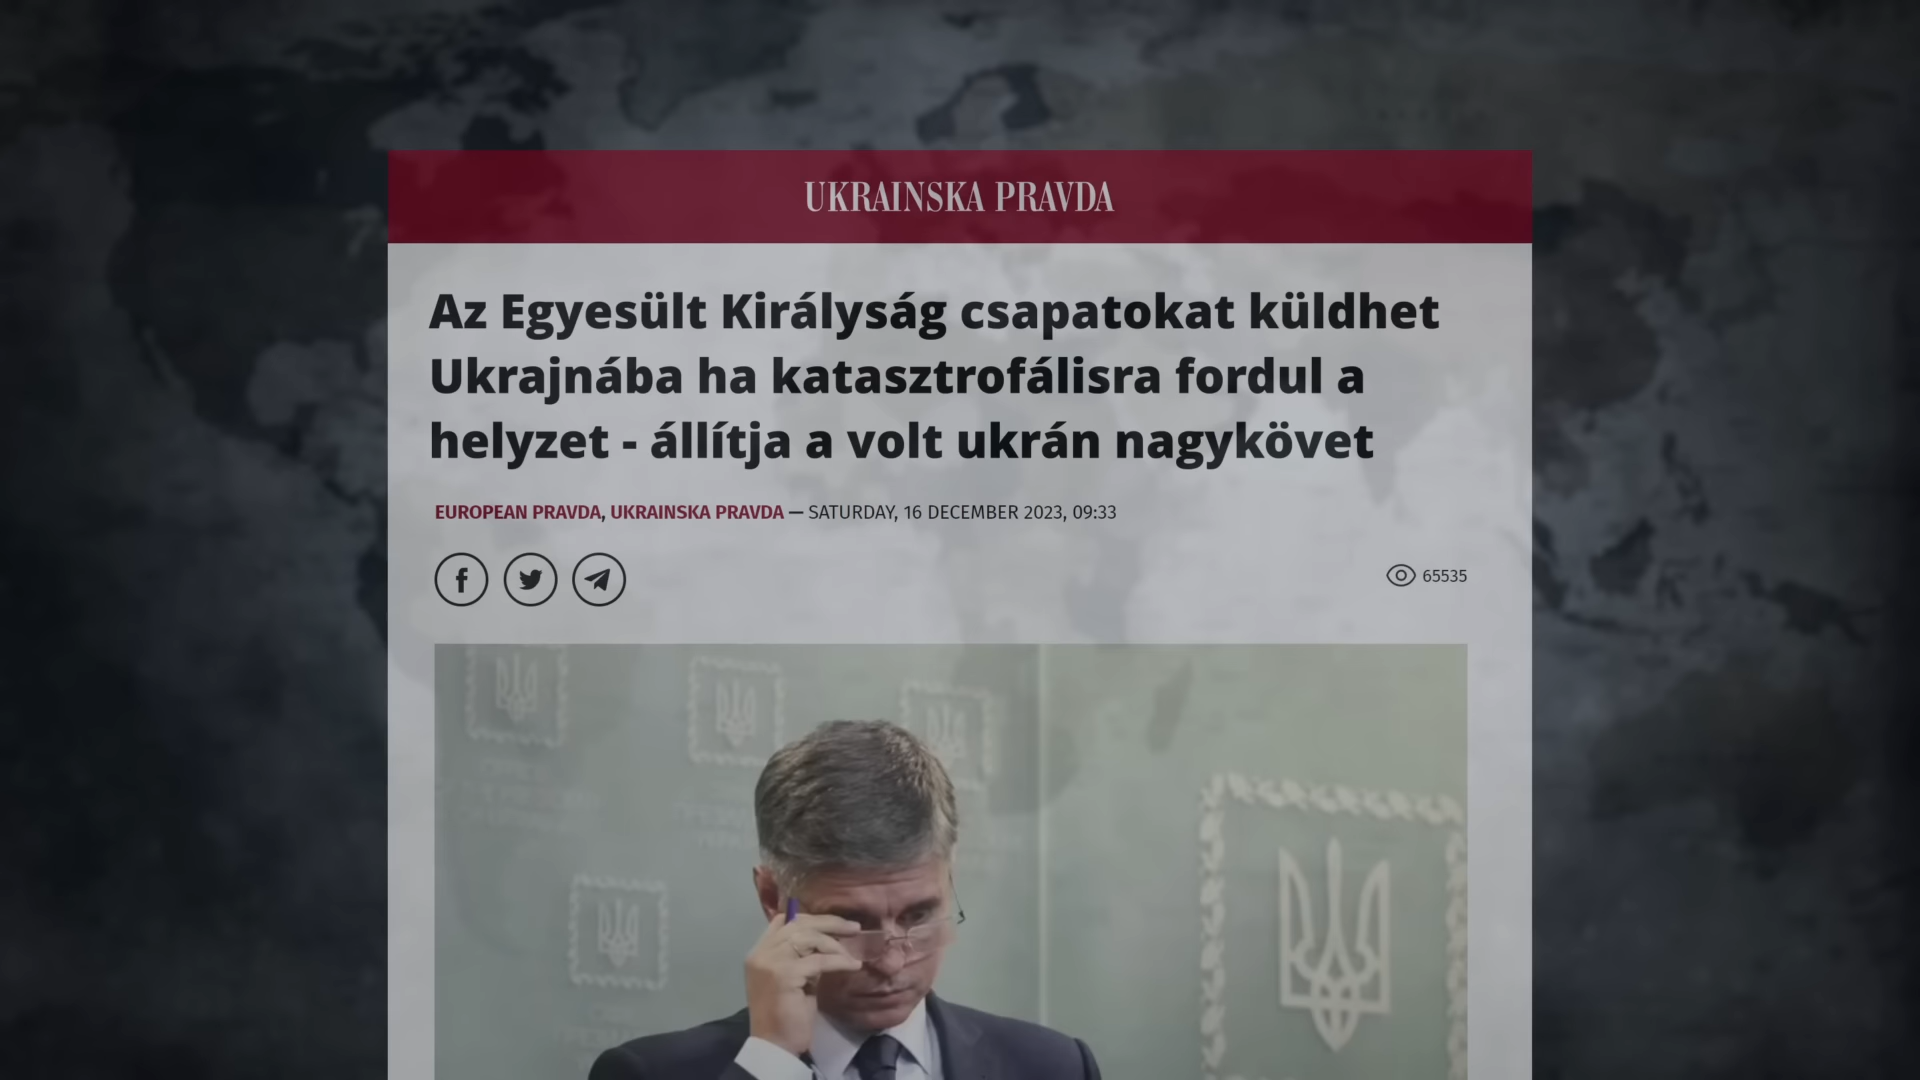 UKRAINSKA PRAVDA
Az Egyesült Királyság csapatokat küldhet
Ukrajnába ha katasztrofálisra fordul a
helyzet - állítja a volt ukrán nagykövet
EUROPEAN PRAVDA, UKRAINSKA PRAVDA — SATURDAY, 16 DECEMBER 2023, 09:33
65535